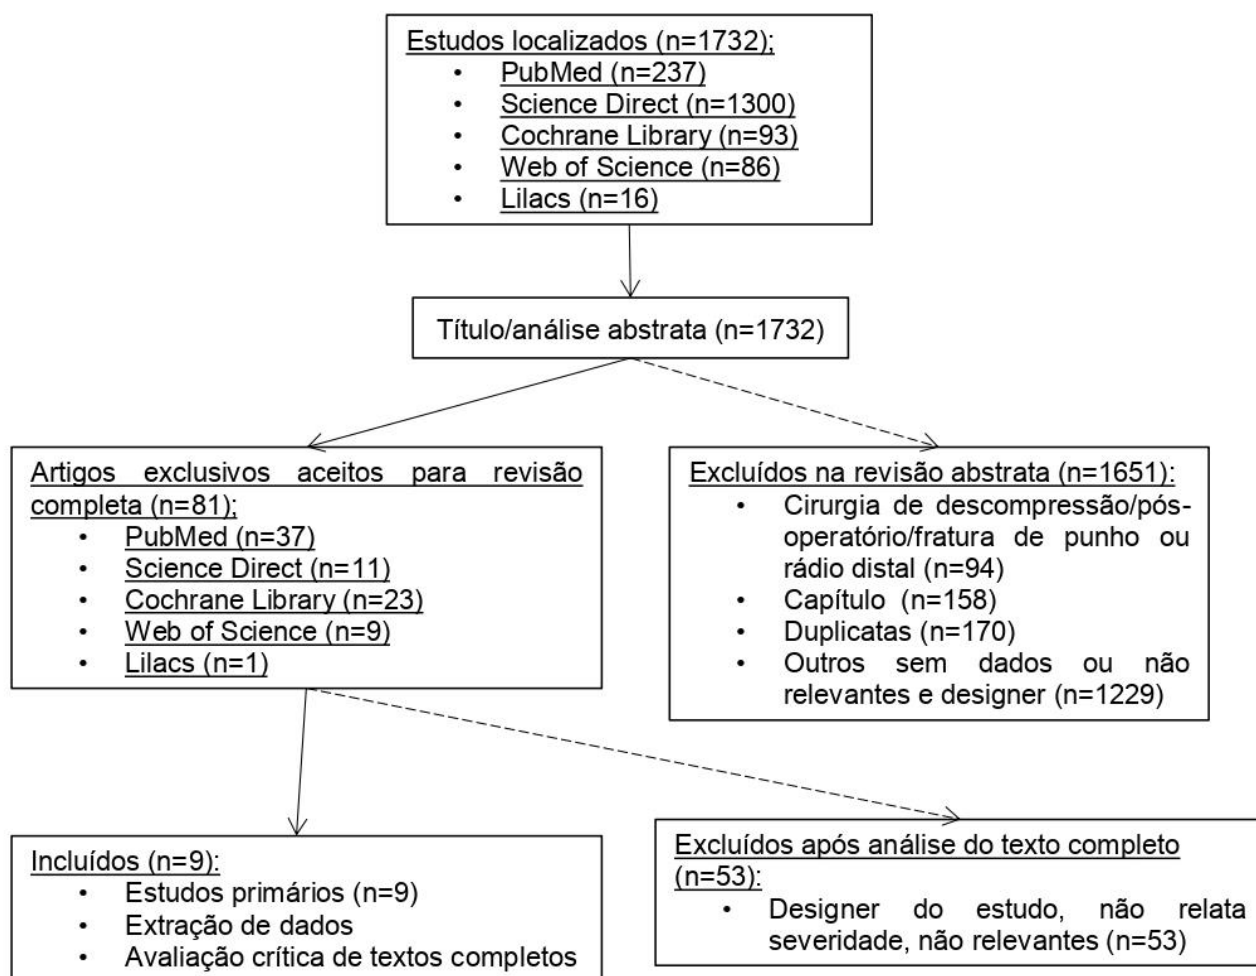 Estudos localizados (n=1732);
• PubMed (n=237)
• Science Direct (n=1300)
• Cochrane Library (n=93)
• Web of Science (n=86)
• Lilacs (n=16)
Título/análise abstrata (n=1732)
Artigos exclusivos aceitos para revisão
completa (n=81);
• PubMed (n=37)
• Science Direct (n=11)
• Cochrane Library (n=23)
• Web of Science (n=9)
• Lilacs (n=1)
Excluídos na revisão abstrata (n=1651):
• Cirurgia de descompressão/pós-
operatório/fratura de punho ou
rádio distal (n=94)
• Capítulo (n=158)
• Duplicatas (n=170)
• Outros sem dados ou não
relevantes e designer (n=1229)
Incluídos (n=9):
• Estudos primários (n=9)
• Extração de dados
• Avaliação crítica de textos completos
Excluídos após análise do texto completo
(n=53):
• Designer do estudo, não relata
severidade, não relevantes (n=53)